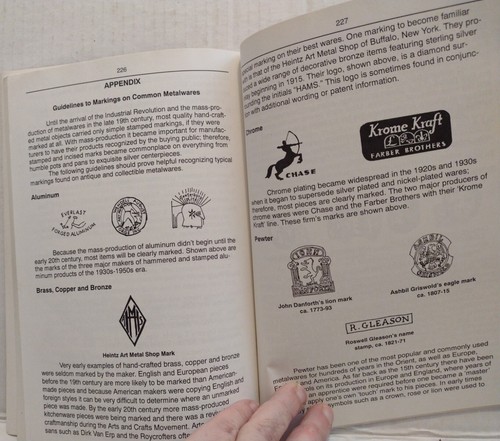 226
APPENDIX
Guidelines to Markings on Common Metalwares
Until the arrival of the Industrial Revolution and the mass-pro-
duction of metalwares in the late 19th century, most quality hand-craft-
ed metal objects carried only simple stamped markings, if they were
marked at all. With mass-production it became important for manufac-
turers to have their products recognized by the buying public; therefore,
stamped and incised marks became commonplace on everything from
humble pots and pans to exquisite silver centerpieces.
The following guidelines should prove helpful recognizing typical
markings found on antique and collectible metalwares.
Aluminum
EVERLAST
FORGED ALUMINUM
Because the mass-production of aluminum didn't begin until the
early 20th century, most items will be clearly marked. Shown above are
the marks of the three major makers of hammered and stamped alu-
minum products of the 1930s-1950s era.
Brass, Copper and Bronze
HAMS
Heintz Art Metal Shop Mark
Very early examples of hand-crafted brass, copper and bronze
were seldom marked by the maker. English and European pieces
before the 19th century are more likely to be marked than American-
made pieces and because American makers were copying English and
foreign styles it can be very difficult to determine where an unmarked
piece was made. By the early 20th century more mass-produced
kitchenware pieces were being marked and there was a revival
craftmanship during the Arts and Crafts Movement. Artis
sans such as Dirk Van Erp and the Roycrofters often
227
special marking on their best wares. One marking to become familiar
with is that of the Heintz Art Metal Shop of Buffalo, New York. They pro-
duced a wide range of decorative bronze items featuring sterling silver
beginning in 1915. Their logo, shown above, is a diamond sur-
rounding the initials "HAMS." This logo is sometimes found in conjunc-
tion with additional wording or patent information.
Chrome
CHASE
Krome Kraft
FARBER BROTHERS
Chrome plating became widespread in the 1920s and 1930s
when it began to supersede silver plated and nickel-plated wares;
therefore, most pieces are clearly marked. The two major producers of
chrome wares were Chase and the Farber Brothers with their 'Krome
Kraft' line. These firm's marks are shown above.
Pewter
John Danforth's lion mark
ca. 1773-93
Ashbil Griswold's eagle mark
ca. 1807-15
R. GLEASON
Roswell Gleason's name
stamp, ca. 1821-71
Pewter has been one of the most popular and commonly used
metalwares for hundreds of years in the Orient, as well as Europe,
and America. As far back as the 15th century there have been
on its production in Europe and England, where 'master' of
an apprentice were required before one could begin to
apply one's own 'touch' mark to his pieces. In early times
symbols such as a crown, rose or lion were used to